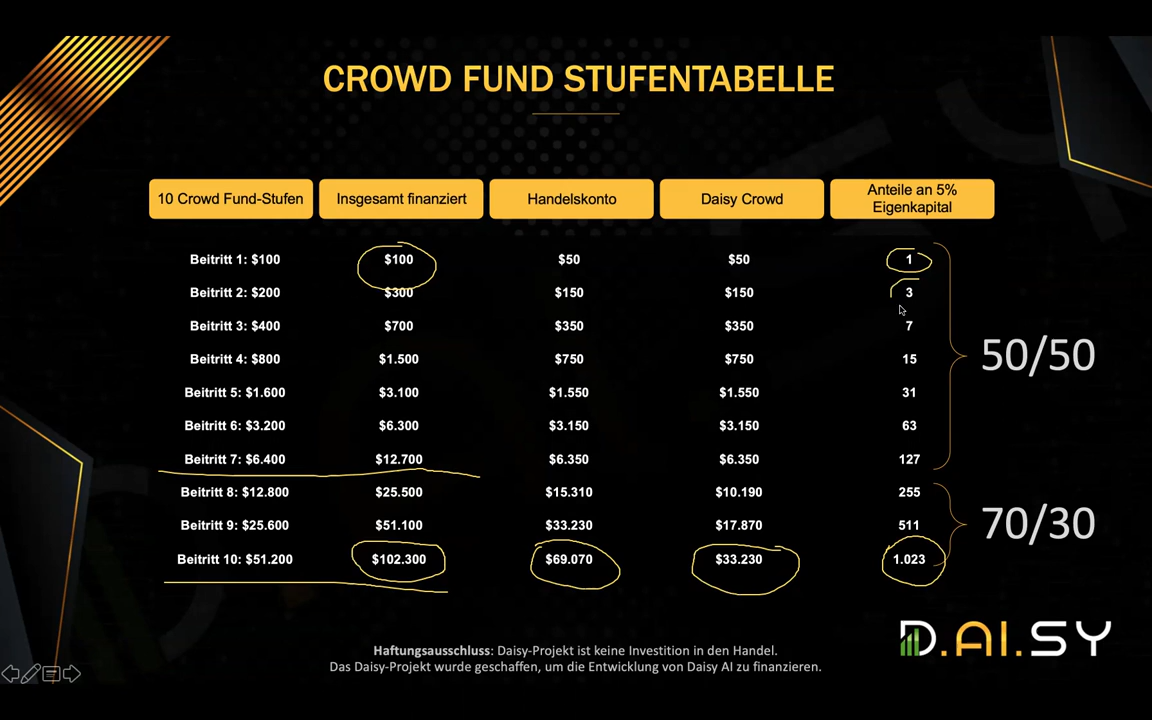 CROWD FUND STUFENTABELLE
10 Crowd Fund-Stufen Insgesamt finanziert Handelskonto Daisy Crowd Anteile an 5% Eigenkapital
Beitritt 1: $100 $100 $50 $50 1
Beitritt 2: $200 $300 $150 $150 3
Beitritt 3: $400 $700 $350 $350 7
Beitritt 4: $800 $1.500 $750 $750 15
Beitritt 5: $1.600 $3.100 $1.550 $1.550 31
Beitritt 6: $3.200 $6.300 $3.150 $3.150 63
Beitritt 7: $6.400 $12.700 $6.350 $6.350 127
50/50
Beitritt 8: $12.800 $25.500 $15.310 $10.190 255
Beitritt 9: $25.600 $51.100 $33.230 $17.870 511
Beitritt 10: $51.200 $102.300 $69.070 $33.230 1.023
70/30
D.AI.SY
Haftungsausschluss: Daisy-Projekt ist keine Investition in den Handel.
Das Daisy-Projekt wurde geschaffen, um die Entwicklung von Daisy AI zu finanzieren.